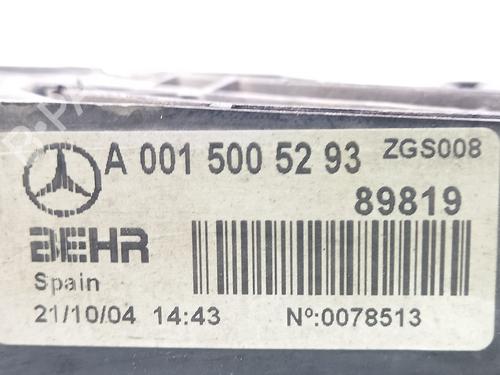 A 001 500 52 93 ZGS008
89819
BEHR
Spain
21/10/04 14:43 Nº:0078513